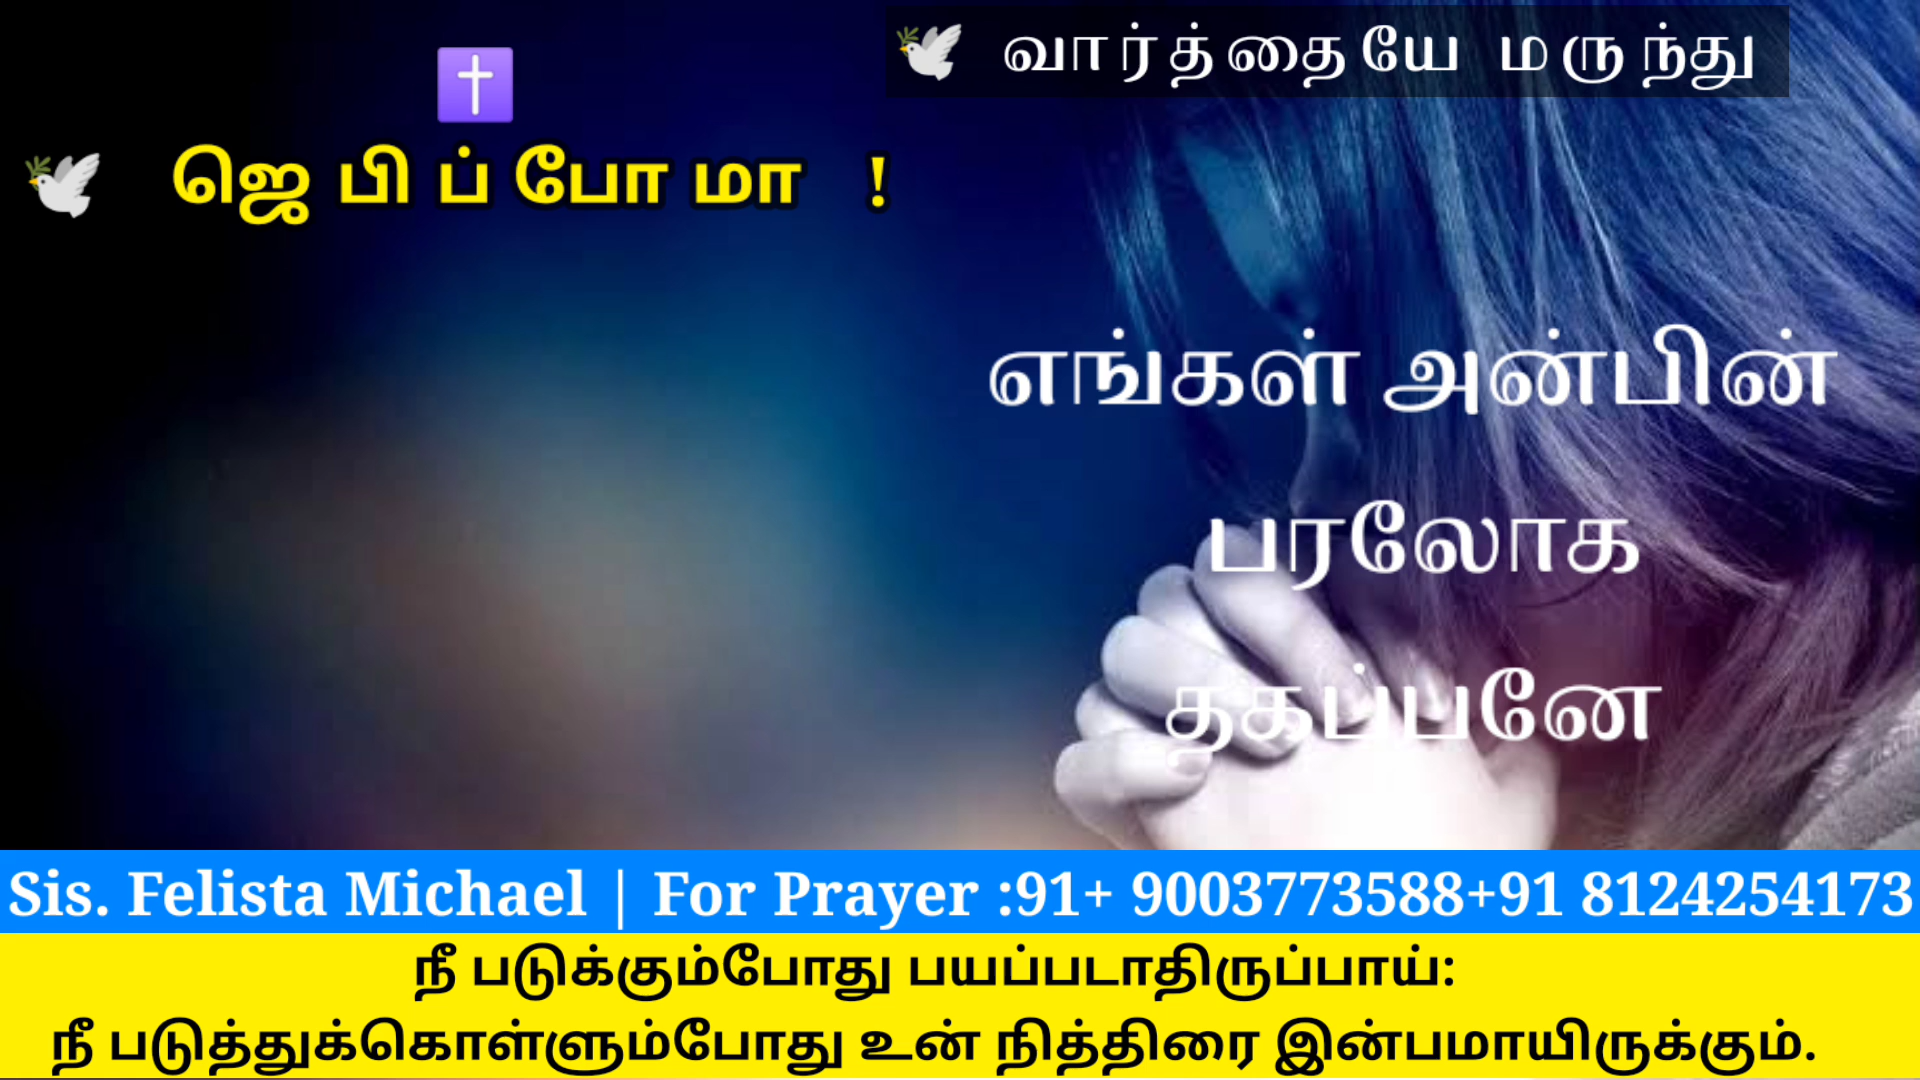 🕊 வார்த்தையே மருந்து
✝
🕊 ஜெபிப்போமா !
எங்கள் அன்பின்
பரலோக
தகப்பனே
Sis. Felista Michael | For Prayer :91+ 9003773588+91 8124254173
நீ படுக்கும்போது பயப்படாதிருப்பாய்:
நீ படுத்துக்கொள்ளும்போது உன் நித்திரை இன்பமாயிருக்கும்.